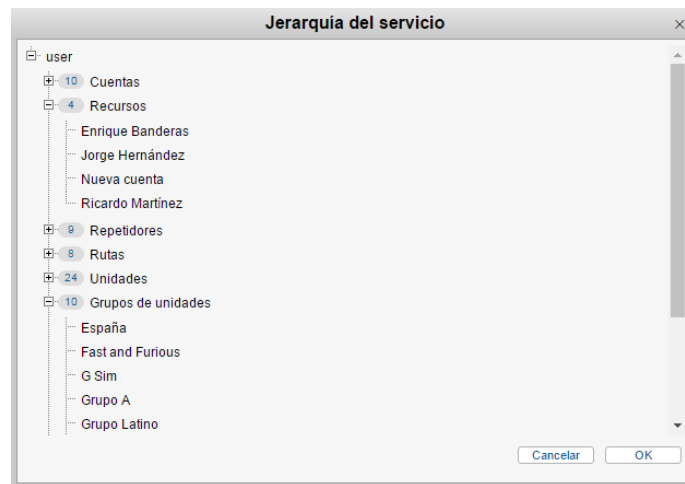 Jerarquía del servicio
user
10 Cuentas
4 Recursos
Enrique Banderas
Jorge Hernández
Nueva cuenta
Ricardo Martínez
9 Repetidores
8 Rutas
24 Unidades
10 Grupos de unidades
España
Fast and Furious
G Sim
Grupo A
Grupo Latino
Cancelar OK